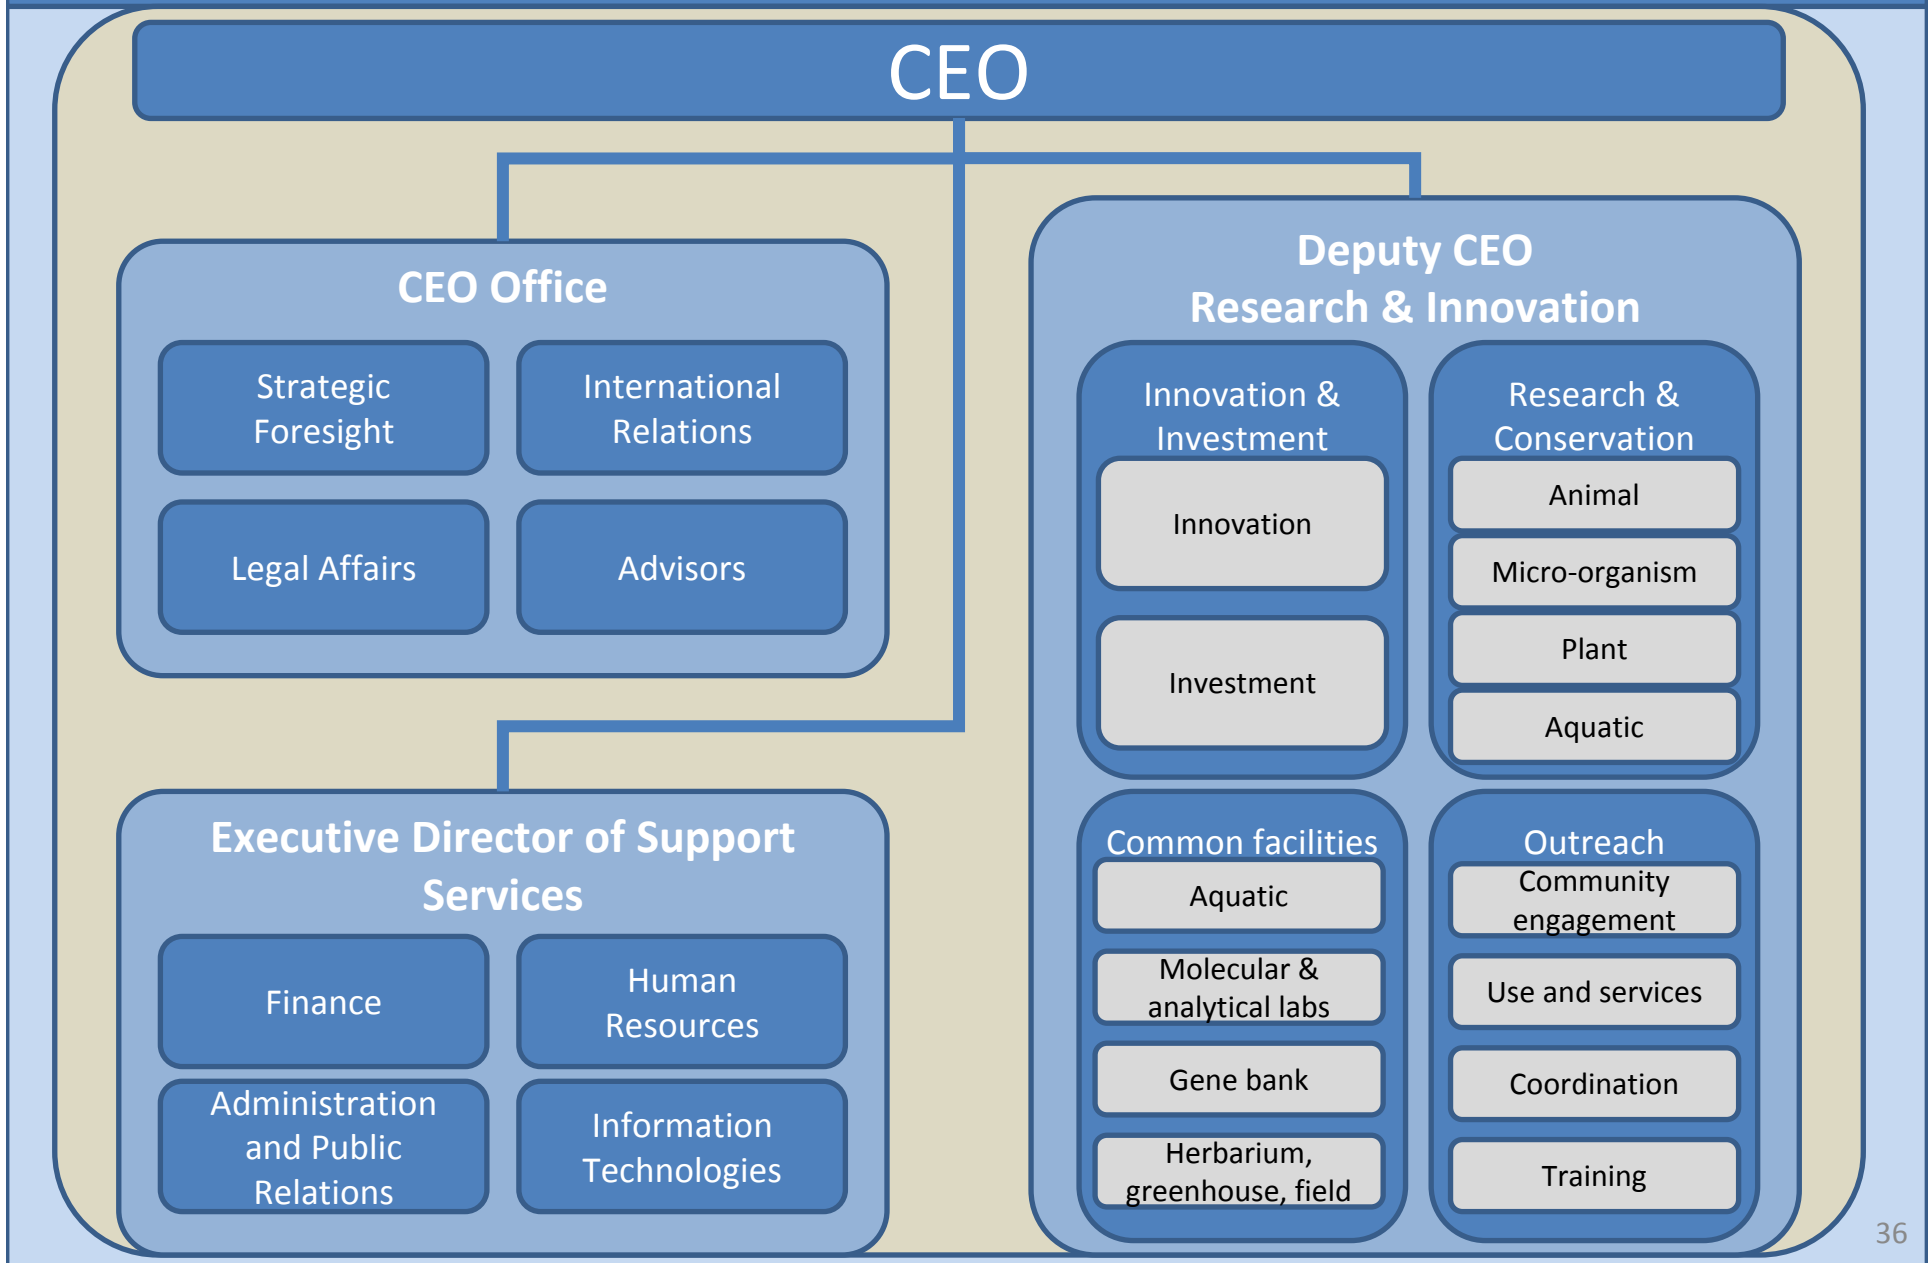 CEO
CEO Office
Strategic
Foresight
International
Relations
Legal Affairs
Advisors
Executive Director of Support
Services
Finance
Human
Resources
Administration
and Public
Relations
Information
Technologies
Deputy CEO
Research & Innovation
Innovation &
Investment
Innovation
Investment
Research &
Conservation
Animal
Micro-organism
Plant
Aquatic
Common facilities
Aquatic
Molecular &
analytical labs
Gene bank
Herbarium,
greenhouse, field
Outreach
Community
engagement
Use and services
Coordination
Training
36